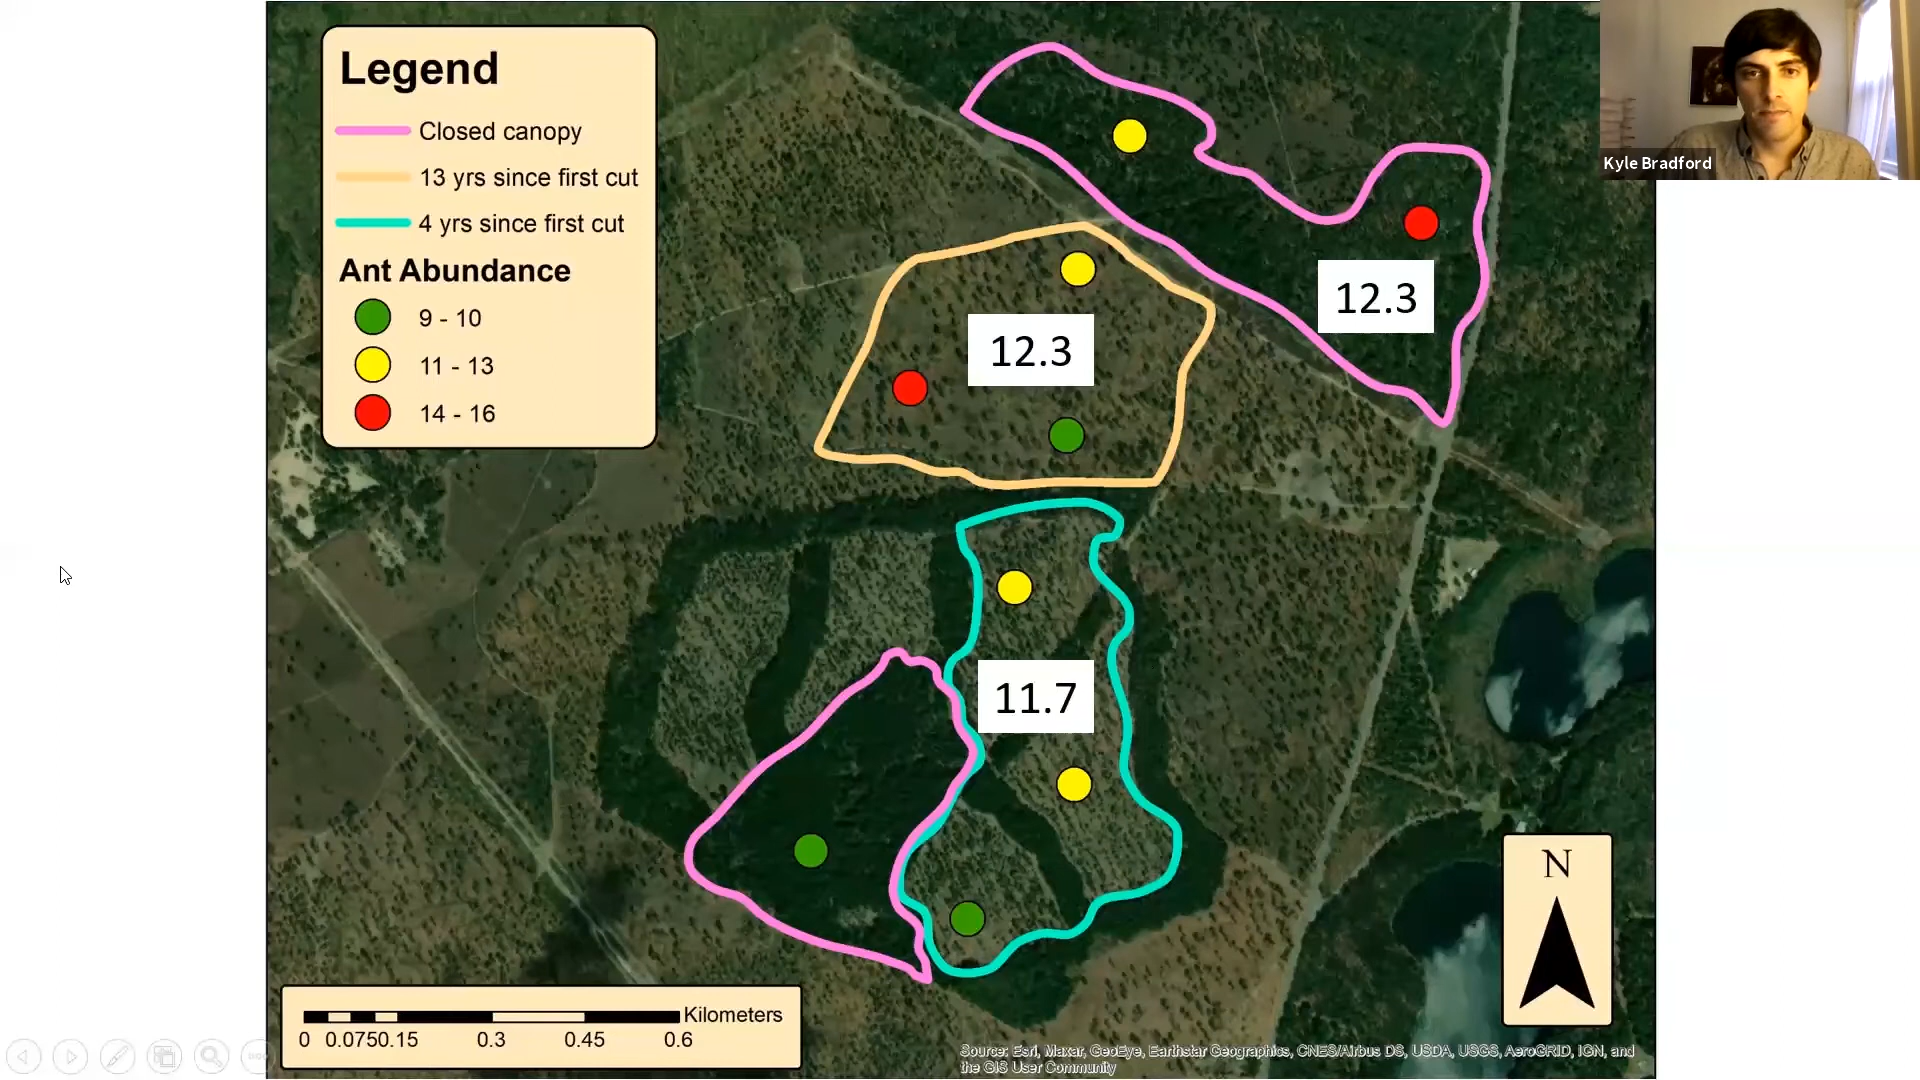 Legend
Closed canopy
13 yrs since first cut
4 yrs since first cut
Ant Abundance
9 - 10
11 - 13
14 - 16
Kyle Bradford
12.3
12.3
11.7
N
Kilometers
0 0.075 0.15 0.3 0.45 0.6
Source: Esri, Maxar, GeoEye, Earthstar Geographics, CNES/Airbus DS, USDA, USGS, AeroGRID, IGN, and
the GIS User Community